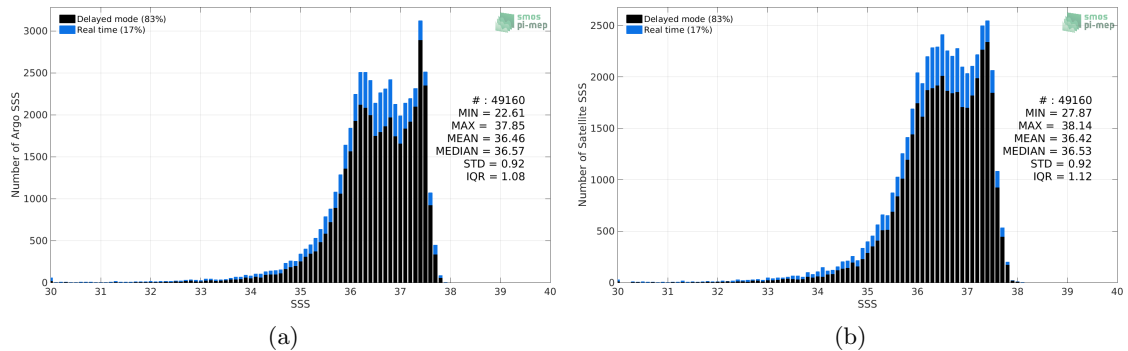 Delayed mode (83%)
Real time (17%)
smos
pi-mep
Number of Argo SSS
3000
2500
2000
1500
1000
500
0
# : 49160
MIN = 22.61
MAX = 37.85
MEAN = 36.46
MEDIAN = 36.57
STD = 0.92
IQR = 1.08
30 31 32 33 34 35 36 37 38 39 40
SSS
(a)
Delayed mode (83%)
Real time (17%)
smos
pi-mep
Number of Satellite SSS
2500
2000
1500
1000
500
0
# : 49160
MIN = 27.87
MAX = 38.14
MEAN = 36.42
MEDIAN = 36.53
STD = 0.92
IQR = 1.12
30 31 32 33 34 35 36 37 38 39 40
SSS
(b)